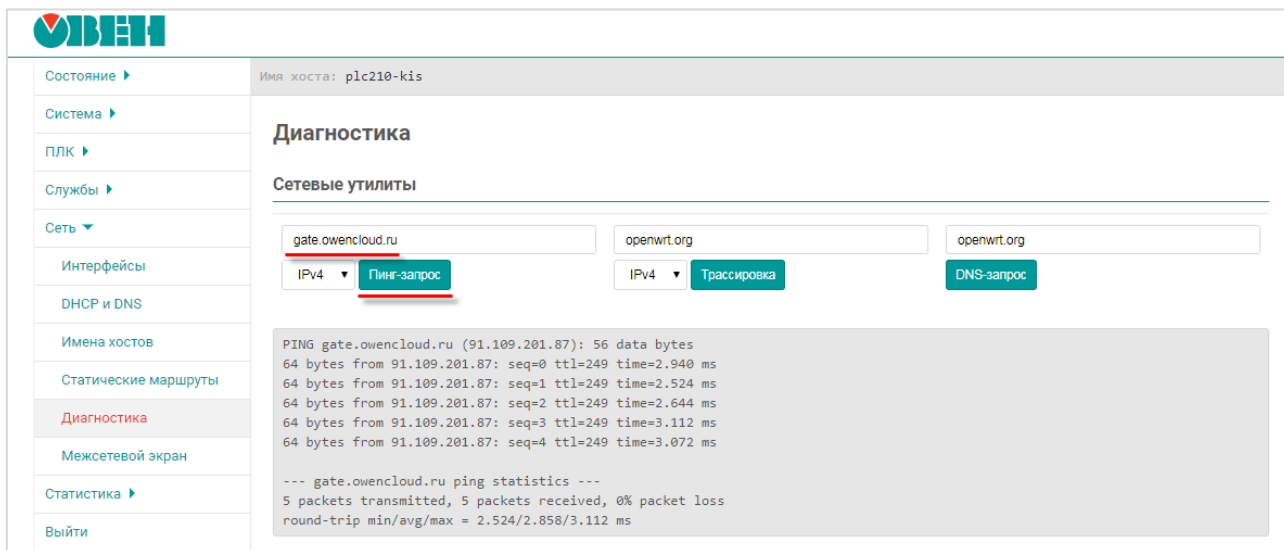 ОВЕН
Состояние
Имя хоста: plc210-kis
Система
ПЛК
Службы
Сеть
Интерфейсы
DHCP и DNS
Имена хостов
Статические маршруты
Диагностика
Межсетевой экран
Статистика
Выйти
Диагностика
Сетевые утилиты
gate.owencloud.ru openwrt.org openwrt.org
IPv4 Пинг-запрос IPv4 Трассировка DNS-запрос
PING gate.owencloud.ru (91.109.201.87): 56 data bytes
64 bytes from 91.109.201.87: seq=0 ttl=249 time=2.940 ms
64 bytes from 91.109.201.87: seq=1 ttl=249 time=2.524 ms
64 bytes from 91.109.201.87: seq=2 ttl=249 time=2.644 ms
64 bytes from 91.109.201.87: seq=3 ttl=249 time=3.112 ms
64 bytes from 91.109.201.87: seq=4 ttl=249 time=3.072 ms
--- gate.owencloud.ru ping statistics ---
5 packets transmitted, 5 packets received, 0% packet loss
round-trip min/avg/max = 2.524/2.858/3.112 ms